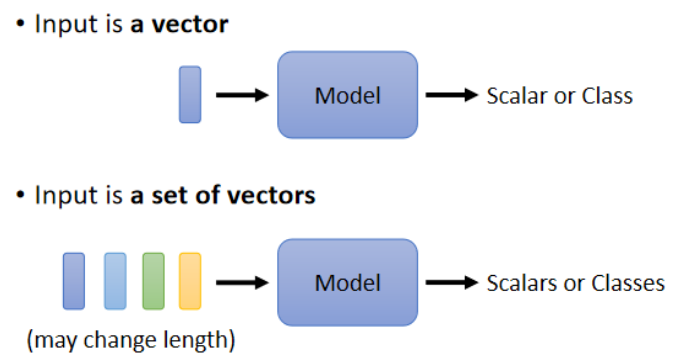 • Input is a vector
Model
Scalar or Class
• Input is a set of vectors
Model
Scalars or Classes
(may change length)